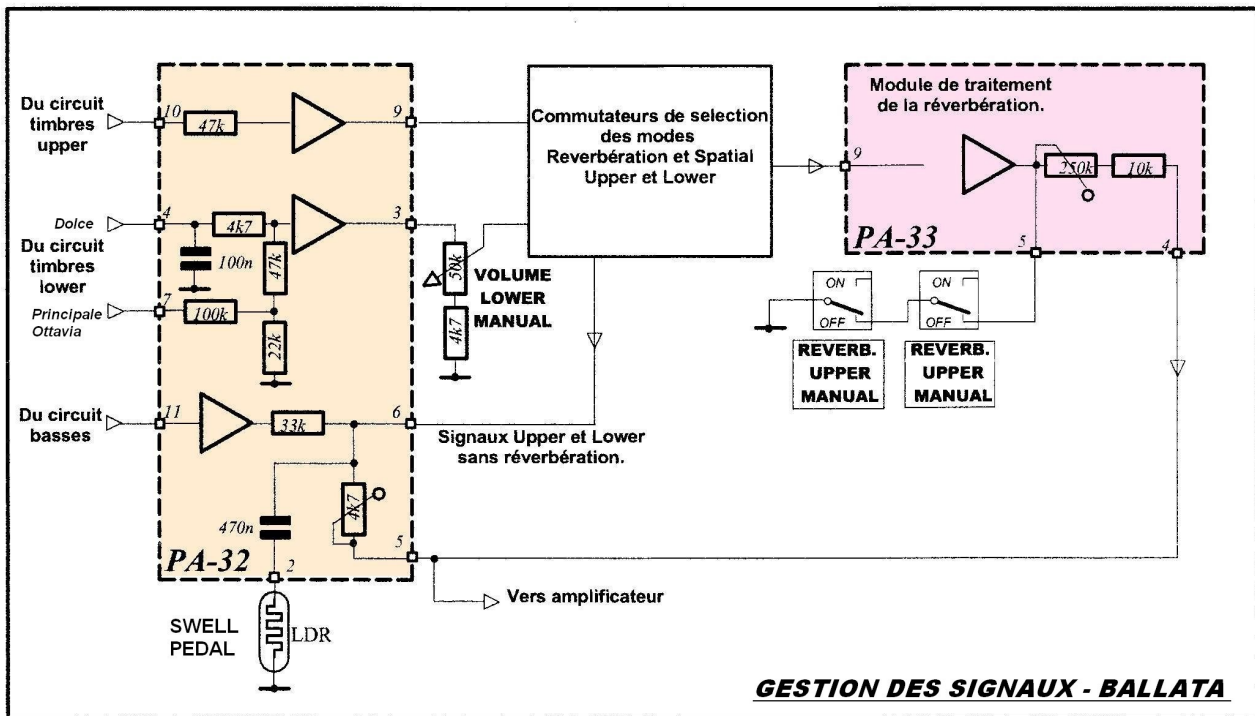 Du circuit
timbres
upper
10
47k
9
Dolce
4
4k7
3
Du circuit
timbres
lower
100n
47k
7
Principale
Ottavia
100k
22k
50k
VOLUME
LOWER
MANUAL
4k7
Du circuit
basses
11
33k
6
470n
4k7
5
PA-32
2
SWELL
PEDAL
LDR
Commutateurs de selection
des modes
Reverbération et Spatial
Upper et Lower
Signaux Upper et Lower
sans réverbération.
Vers amplificateur
Module de traitement
de la réverbération.
9
250k
10k
PA-33
5
4
ON
OFF
ON
OFF
REVERB.
UPPER
MANUAL
REVERB.
UPPER
MANUAL
GESTION DES SIGNAUX - BALLATA